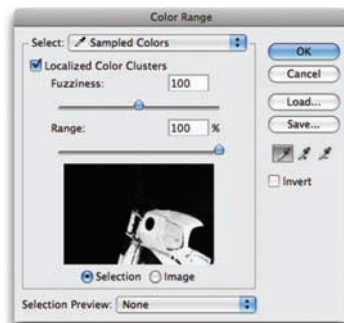 Color Range
Select: Sampled Colors
OK
Localized Color Clusters
Cancel
Fuzziness: 100
Load...
Range: 100 %
Save...
Invert
Selection Image
Selection Preview: None